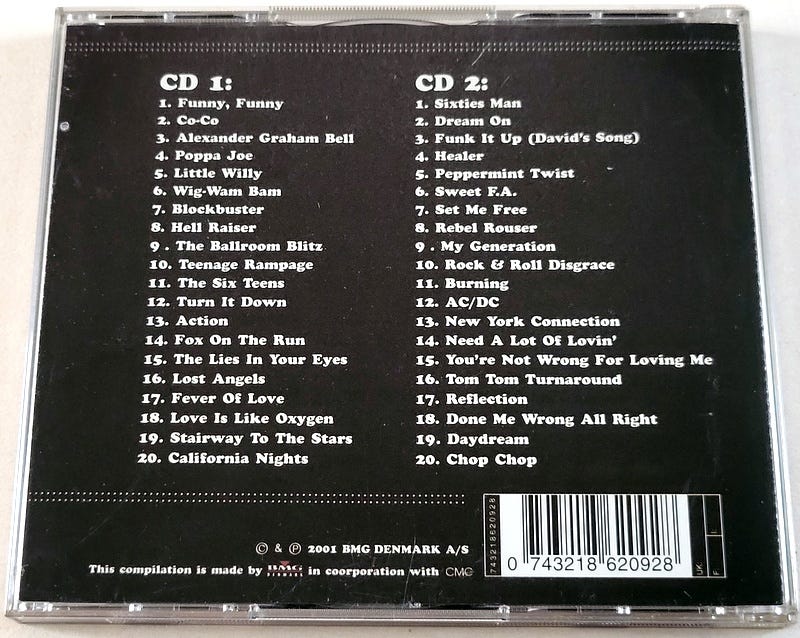 CD 1:
1. Funny, Funny
2. Co-Co
3. Alexander Graham Bell
4. Poppa Joe
5. Little Willy
6. Wig-Wam Bam
7. Blockbuster
8. Hell Raiser
9 . The Ballroom Blitz
10. Teenage Rampage
11. The Six Teens
12. Turn It Down
13. Action
14. Fox On The Run
15. The Lies In Your Eyes
16. Lost Angels
17. Fever Of Love
18. Love Is Like Oxygen
19. Stairway To The Stars
20. California Nights
CD 2:
1. Sixties Man
2. Dream On
3. Funk It Up (David's Song)
4. Healer
5. Peppermint Twist
6. Sweet F.A.
7. Set Me Free
8. Rebel Rouser
9 . My Generation
10. Rock & Roll Disgrace
11. Burning
12. AC/DC
13. New York Connection
14. Need A Lot Of Lovin'
15. You're Not Wrong For Loving Me
16. Tom Tom Turnaround
17. Reflection
18. Done Me Wrong All Right
19. Daydream
20. Chop Chop
© & ℗ 2001 BMG DENMARK A/S
This compilation is made by BMG DENMARK in coorporation with CMC
743218620928
0 743218 620928
UK:
F: L